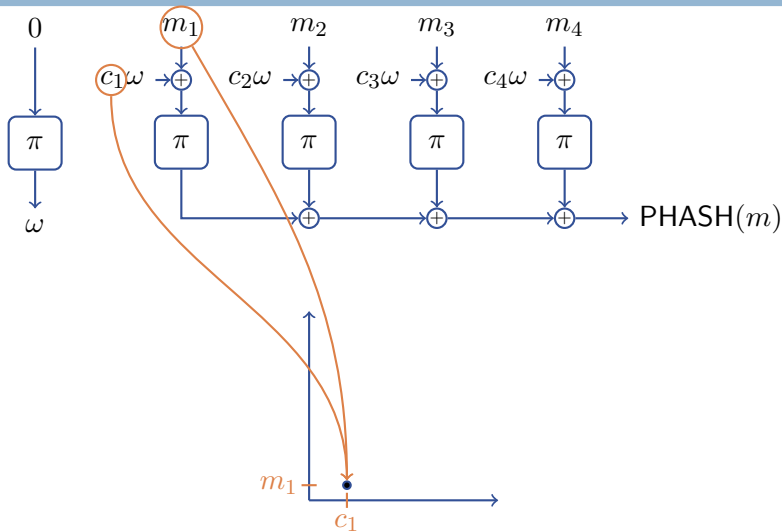 0 m₁ m₂ m₃ m₄
c₁ω + c₂ω + c₃ω + c₄ω +
π π π π π
ω + + + PHASH(m)
m₁
c₁